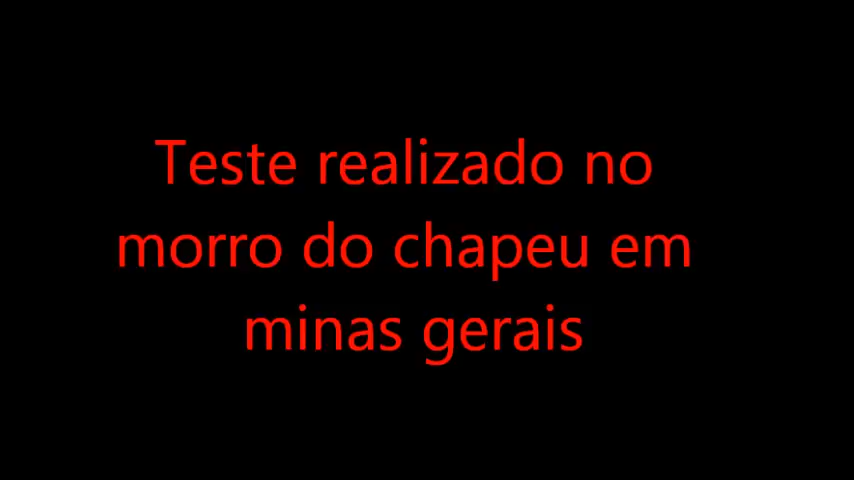 Teste realizado no
morro do chapeu em
minas gerais